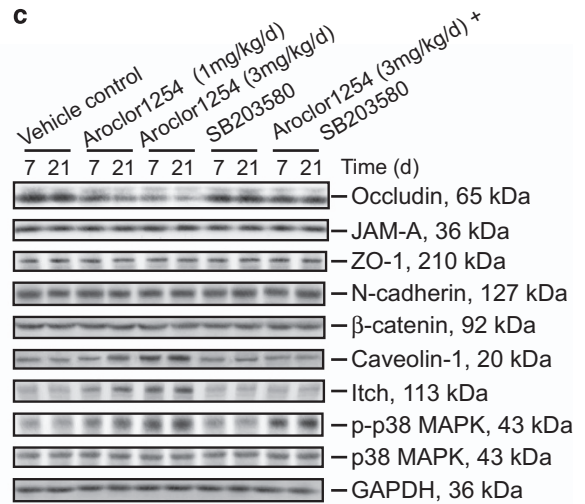 c
Vehicle control
Aroclor1254 (1mg/kg/d)
Aroclor1254 (3mg/kg/d)
SB203580
Aroclor1254 (3mg/kg/d) +
SB203580
7 21 7 21 7 21 7 21 7 21 Time (d)
Occludin, 65 kDa
JAM-A, 36 kDa
ZO-1, 210 kDa
N-cadherin, 127 kDa
β-catenin, 92 kDa
Caveolin-1, 20 kDa
Itch, 113 kDa
p-p38 MAPK, 43 kDa
p38 MAPK, 43 kDa
GAPDH, 36 kDa